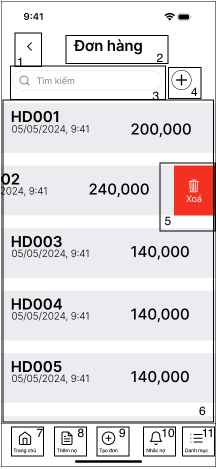 9:41
Đơn hàng
1
2
Tìm kiếm
3
4
HD001
05/05/2024, 9:41
200,000
02
2024, 9:41
240,000
Xoá
5
HD003
05/05/2024, 9:41
140,000
HD004
05/05/2024, 9:41
140,000
HD005
05/05/2024, 9:41
140,000
6
7 8 9 10 11
Trang chủ Thêm nợ Tạo đơn Nhắc nợ Danh mục